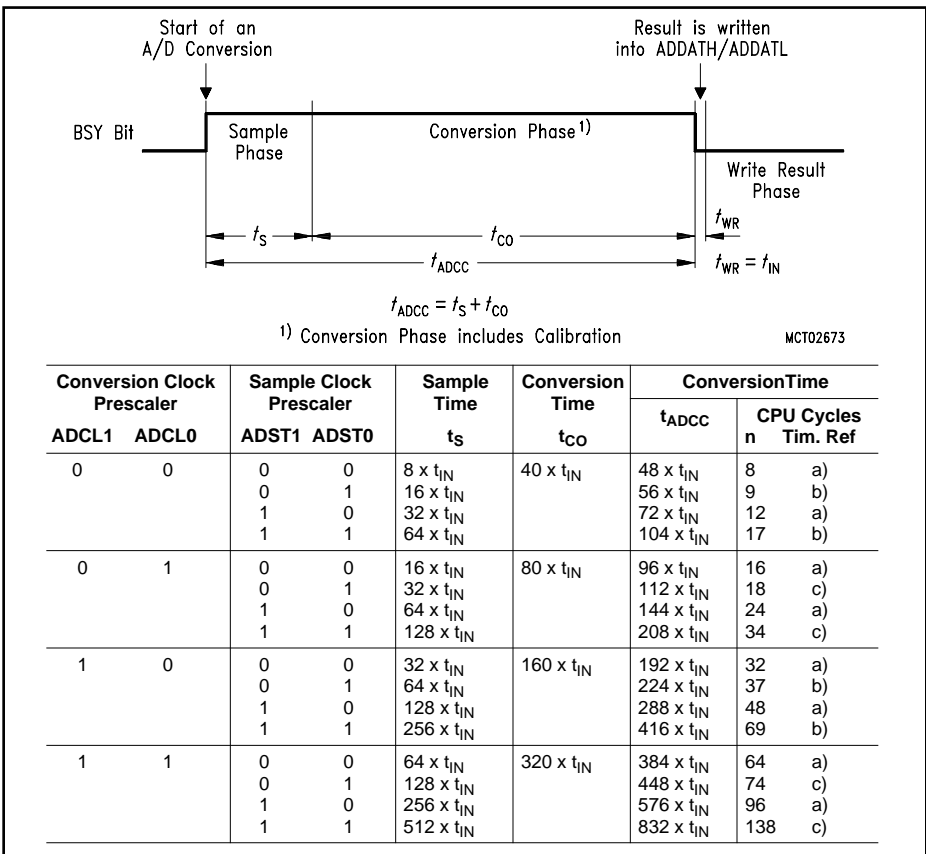 Start of an
A/D Conversion
Result is written
into ADDATH/ADDATL
BSY Bit
Sample
Phase
Conversion Phase 1)
Write Result
Phase
tS
tCO
tWR
tADCC
tWR = tIN
tADCC = tS + tCO
1) Conversion Phase includes Calibration
MCT02673
Conversion Clock Prescaler Sample Clock Prescaler Sample Time Conversion Time ConversionTime
ADCL1 ADCL0 ADST1 ADST0 tS tCO tADCC CPU Cycles
n Tim. Ref
0 0 0 0 8 x tIN 40 x tIN 48 x tIN 8 a)
0 1 16 x tIN 56 x tIN 9 b)
1 0 32 x tIN 72 x tIN 12 a)
1 1 64 x tIN 104 x tIN 17 b)
0 1 0 0 16 x tIN 80 x tIN 96 x tIN 16 a)
0 1 32 x tIN 112 x tIN 18 c)
1 0 64 x tIN 144 x tIN 24 a)
1 1 128 x tIN 208 x tIN 34 c)
1 0 0 0 32 x tIN 160 x tIN 192 x tIN 32 a)
0 1 64 x tIN 224 x tIN 37 b)
1 0 128 x tIN 288 x tIN 48 a)
1 1 256 x tIN 416 x tIN 69 b)
1 1 0 0 64 x tIN 320 x tIN 384 x tIN 64 a)
0 1 128 x tIN 448 x tIN 74 c)
1 0 256 x tIN 576 x tIN 96 a)
1 1 512 x tIN 832 x tIN 138 c)